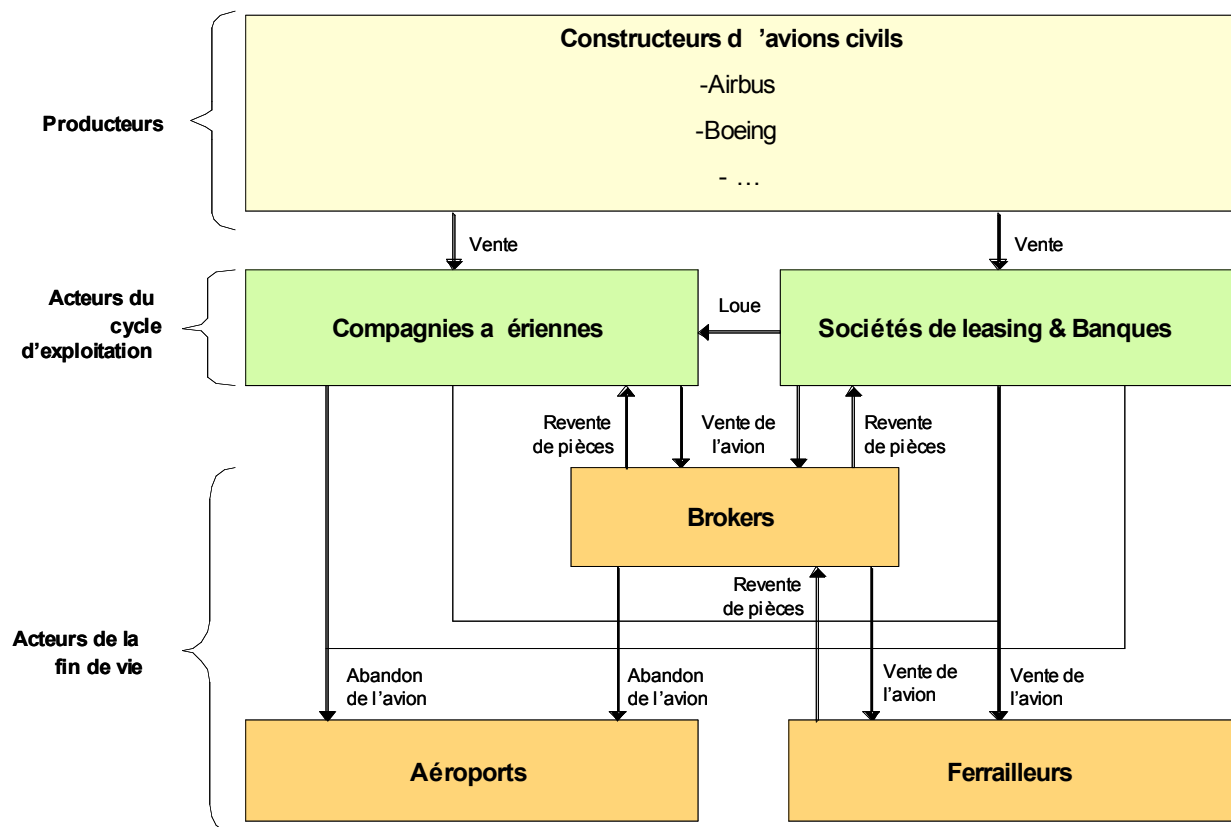 Constructeurs d ’avions civils
-Airbus
-Boeing
- …
Producteurs
Vente
Vente
Acteurs du
cycle
d’exploitation
Compagnies a ériennes
Loue
Sociétés de leasing & Banques
Revente
de pièces
Vente de
l’avion
Revente
de pièces
Brokers
Revente
de pièces
Acteurs de la
fin de vie
Abandon
de l’avion
Abandon
de l’avion
Vente de
l’avion
Vente de
l’avion
Aéroports
Ferrailleurs